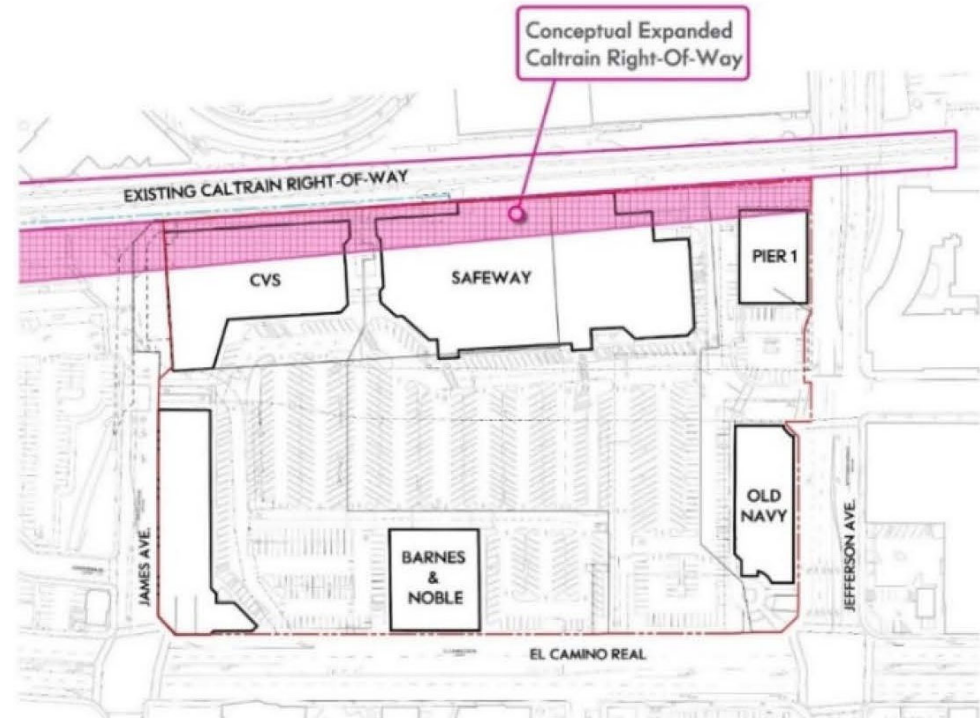 Conceptual Expanded
Caltrain Right-Of-Way
EXISTING CALTRAIN RIGHT-OF-WAY
CVS
SAFEWAY
PIER 1
OLD
NAVY
BARNES
&
NOBLE
JAMES AVE.
JEFFERSON AVE.
EL CAMINO REAL